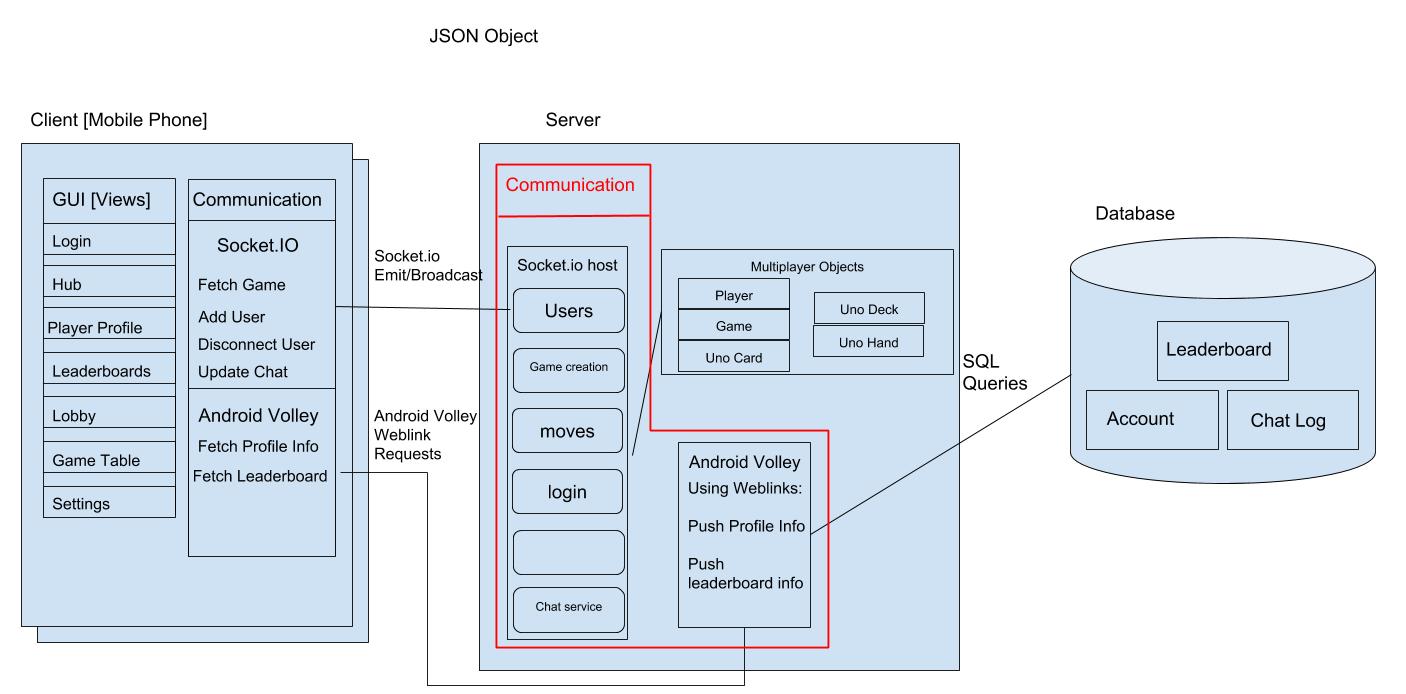 JSON Object
Client [Mobile Phone]
GUI [Views]
Login
Hub
Player Profile
Leaderboards
Lobby
Game Table
Settings
Communication
Socket.IO
Fetch Game
Add User
Disconnect User
Update Chat
Android Volley
Fetch Profile Info
Fetch Leaderboard
Socket.io
Emit/Broadcast
Android Volley
Weblink
Requests
Server
Communication
Socket.io host
Users
Game creation
moves
login
Chat service
Multiplayer Objects
Player
Game
Uno Card
Uno Deck
Uno Hand
Android Volley
Using Weblinks:
Push Profile Info
Push
leaderboard info
SQL
Queries
Database
Leaderboard
Account
Chat Log